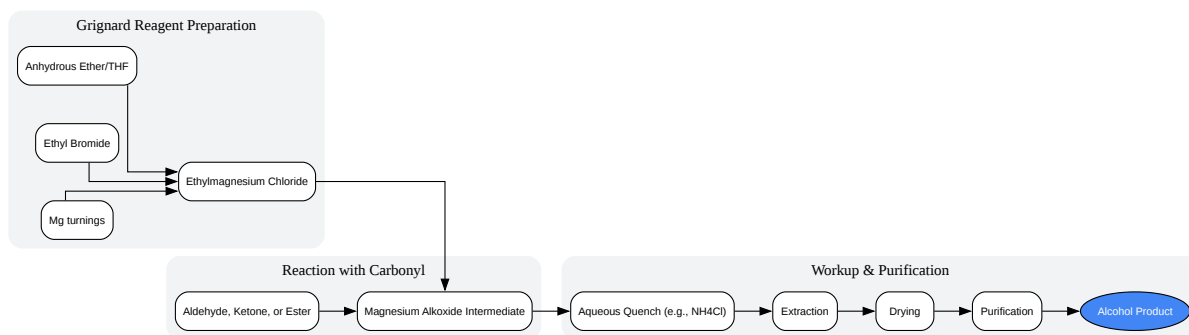 Grignard Reagent Preparation
Anhydrous Ether/THF
Ethyl Bromide
Ethylmagnesium Chloride
Mg turnings
Reaction with Carbonyl
Aldehyde, Ketone, or Ester
Magnesium Alkoxide Intermediate
Workup & Purification
Aqueous Quench (e.g., NH4Cl)
Extraction
Drying
Purification
Alcohol Product